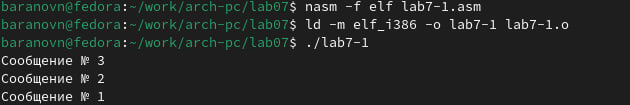 baranovn@fedora:~/work/arch-pc/lab07$ nasm -f elf lab7-1.asm
baranovn@fedora:~/work/arch-pc/lab07$ ld -m elf_i386 -o lab7-1 lab7-1.o
baranovn@fedora:~/work/arch-pc/lab07$ ./lab7-1
Сообщение № 3
Сообщение № 2
Сообщение № 1